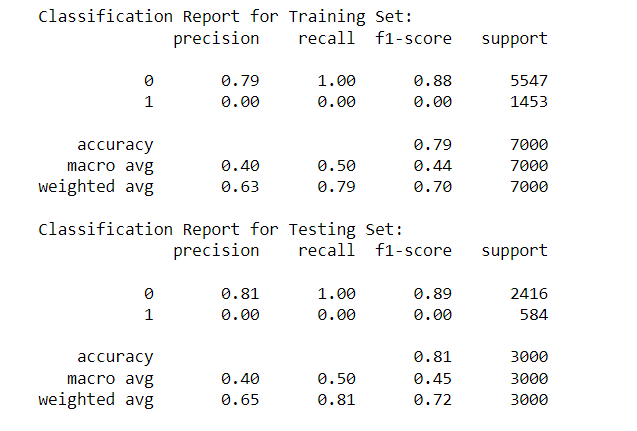 Classification Report for Training Set:
precision recall f1-score support
0 0.79 1.00 0.88 5547
1 0.00 0.00 0.00 1453
accuracy 0.79 7000
macro avg 0.40 0.50 0.44 7000
weighted avg 0.63 0.79 0.70 7000
Classification Report for Testing Set:
precision recall f1-score support
0 0.81 1.00 0.89 2416
1 0.00 0.00 0.00 584
accuracy 0.81 3000
macro avg 0.40 0.50 0.45 3000
weighted avg 0.65 0.81 0.72 3000